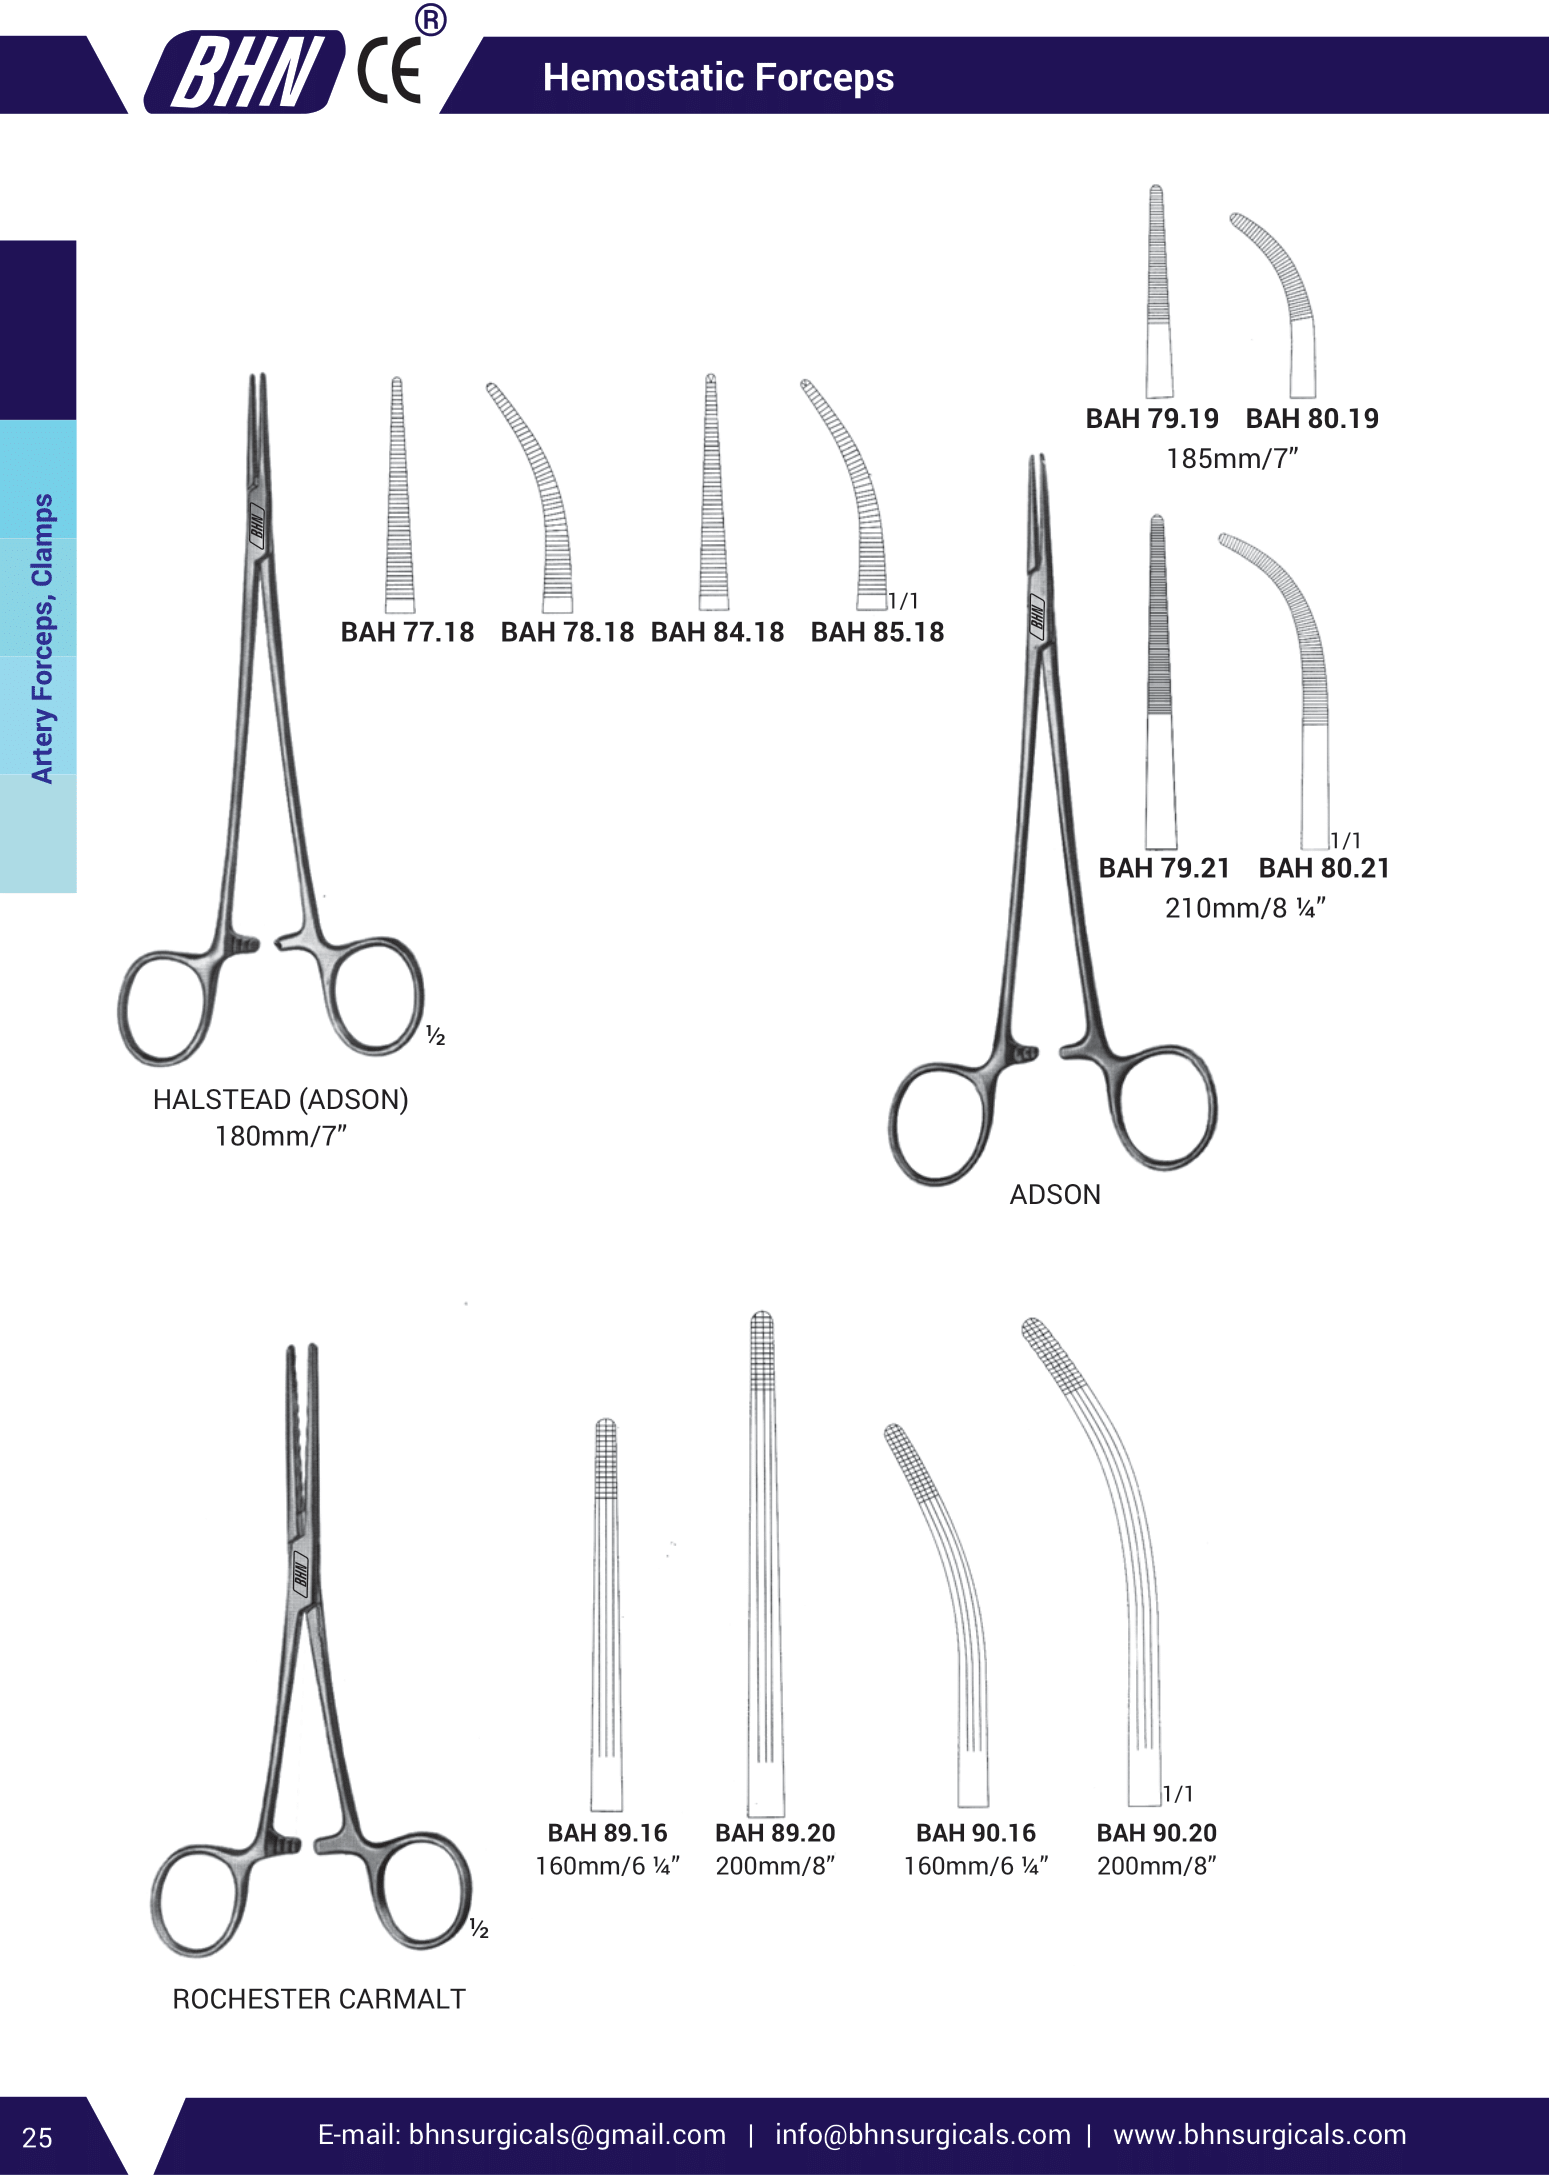 BHN CE ®
Hemostatic Forceps
Artery Forceps, Clamps
BAH 79.19 BAH 80.19
185mm/7”
BHN
BAH 77.18 BAH 78.18 BAH 84.18 BAH 85.18
1/1
BHN
BAH 79.21 BAH 80.21
1/1
210mm/8 ¼”
½
HALSTEAD (ADSON)
180mm/7”
ADSON
BHN
1/1
BAH 89.16 BAH 89.20 BAH 90.16 BAH 90.20
160mm/6 ¼” 200mm/8” 160mm/6 ¼” 200mm/8”
½
ROCHESTER CARMALT
25
E-mail: bhnsurgicals@gmail.com | info@bhnsurgicals.com | www.bhnsurgicals.com